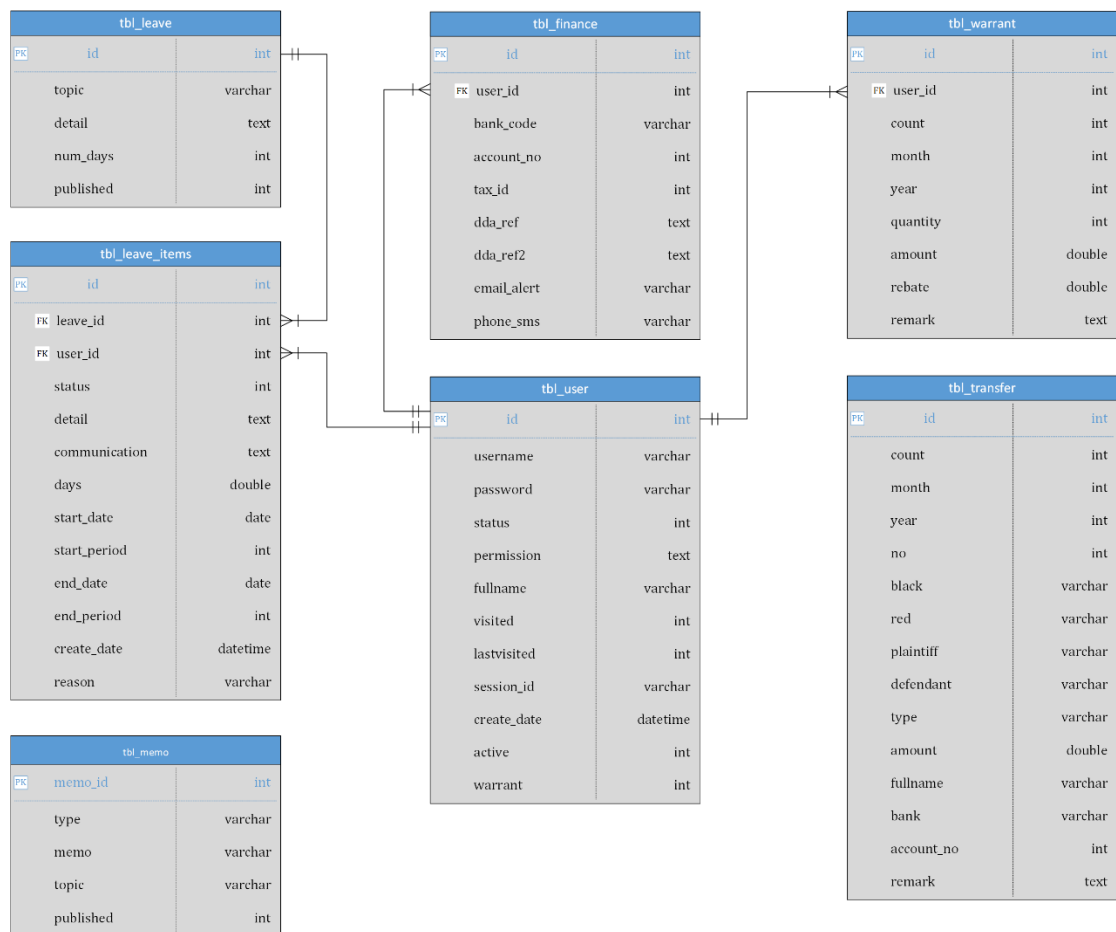 tbl_leave
PK id int
topic varchar
detail text
num_days int
published int
tbl_leave_items
PK id int
FK leave_id int
FK user_id int
status int
detail text
communication text
days double
start_date date
start_period int
end_date date
end_period int
create_date datetime
reason varchar
tbl_memo
PK memo_id int
type varchar
memo varchar
topic varchar
published int
tbl_finance
PK id int
FK user_id int
bank_code varchar
account_no int
tax_id int
dda_ref text
dda_ref2 text
email_alert varchar
phone_sms varchar
tbl_user
PK id int
username varchar
password varchar
status int
permission text
fullname varchar
visited int
lastvisited int
session_id varchar
create_date datetime
active int
warrant int
tbl_warrant
PK id int
FK user_id int
count int
month int
year int
quantity int
amount double
rebate double
remark text
tbl_transfer
PK id int
count int
month int
year int
no int
black varchar
red varchar
plaintiff varchar
defendant varchar
type varchar
amount double
fullname varchar
bank varchar
account_no int
remark text